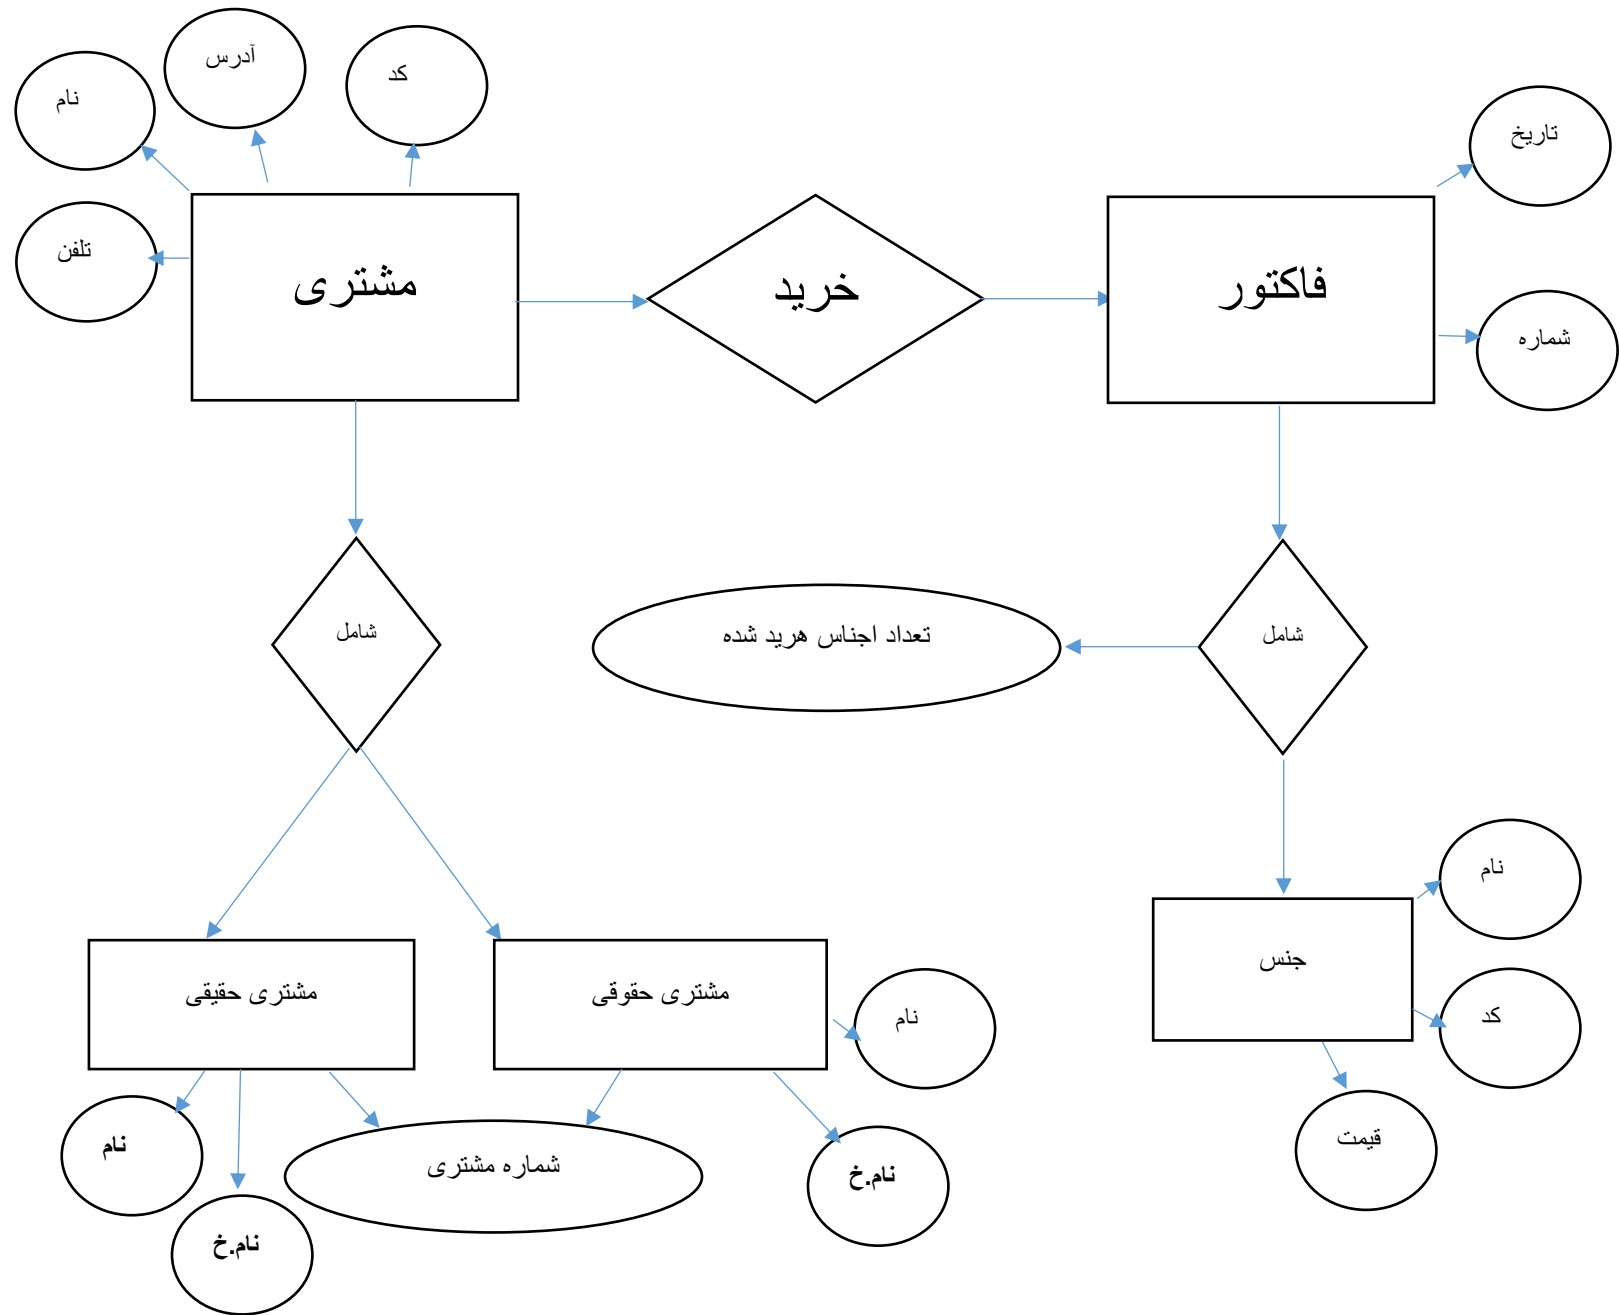 آدرس
کد
نام
تاریخ
تلفن
مشتری
خرید
فاکتور
شماره
شامل
تعداد اجناس هرید شده
شامل
نام
جنس
کد
مشتری حقیقی
مشتری حقوقی
نام
قیمت
نام
شماره مشتری
نام.خ
نام.خ